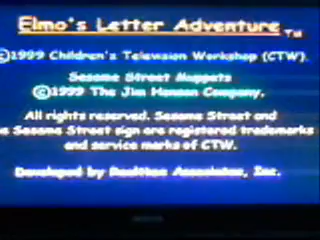 Elmo's Letter Adventure TM
©1999 Children's Television Workshop (CTW).
Sesame Street Muppets
©1999 The Jim Henson Company.
All rights reserved. Sesame Street and
e Sesame Street sign are registered trademarks
and service marks of CTW.
Developed by Realtime Associates, Inc.